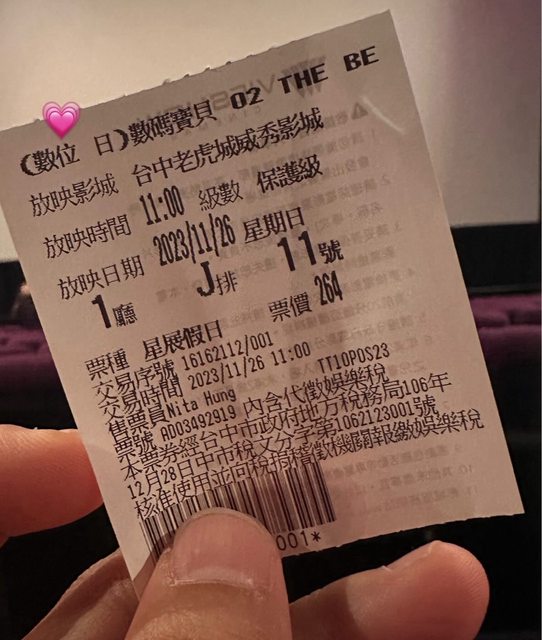 (數位 日)數碼寶貝 02 THE BE
放映影城 台中老虎城威秀影城
放映時間 11:00 級數 保護級
放映日期 2023/11/26 星期日
1廳 J排 11號
票種 星展假日 票價 264
交易序號 16162112/001
交易時間 2023/11/26 11:00 TT10POS23
售票員Nita Hung
票號 AD03492919 內含代徵娛樂稅
本票券經台中市政府地方稅務局106年
12月28日中市稅文分字第1062123001號
核准使用並向稅捐稽徵機關報繳娛樂稅
001*